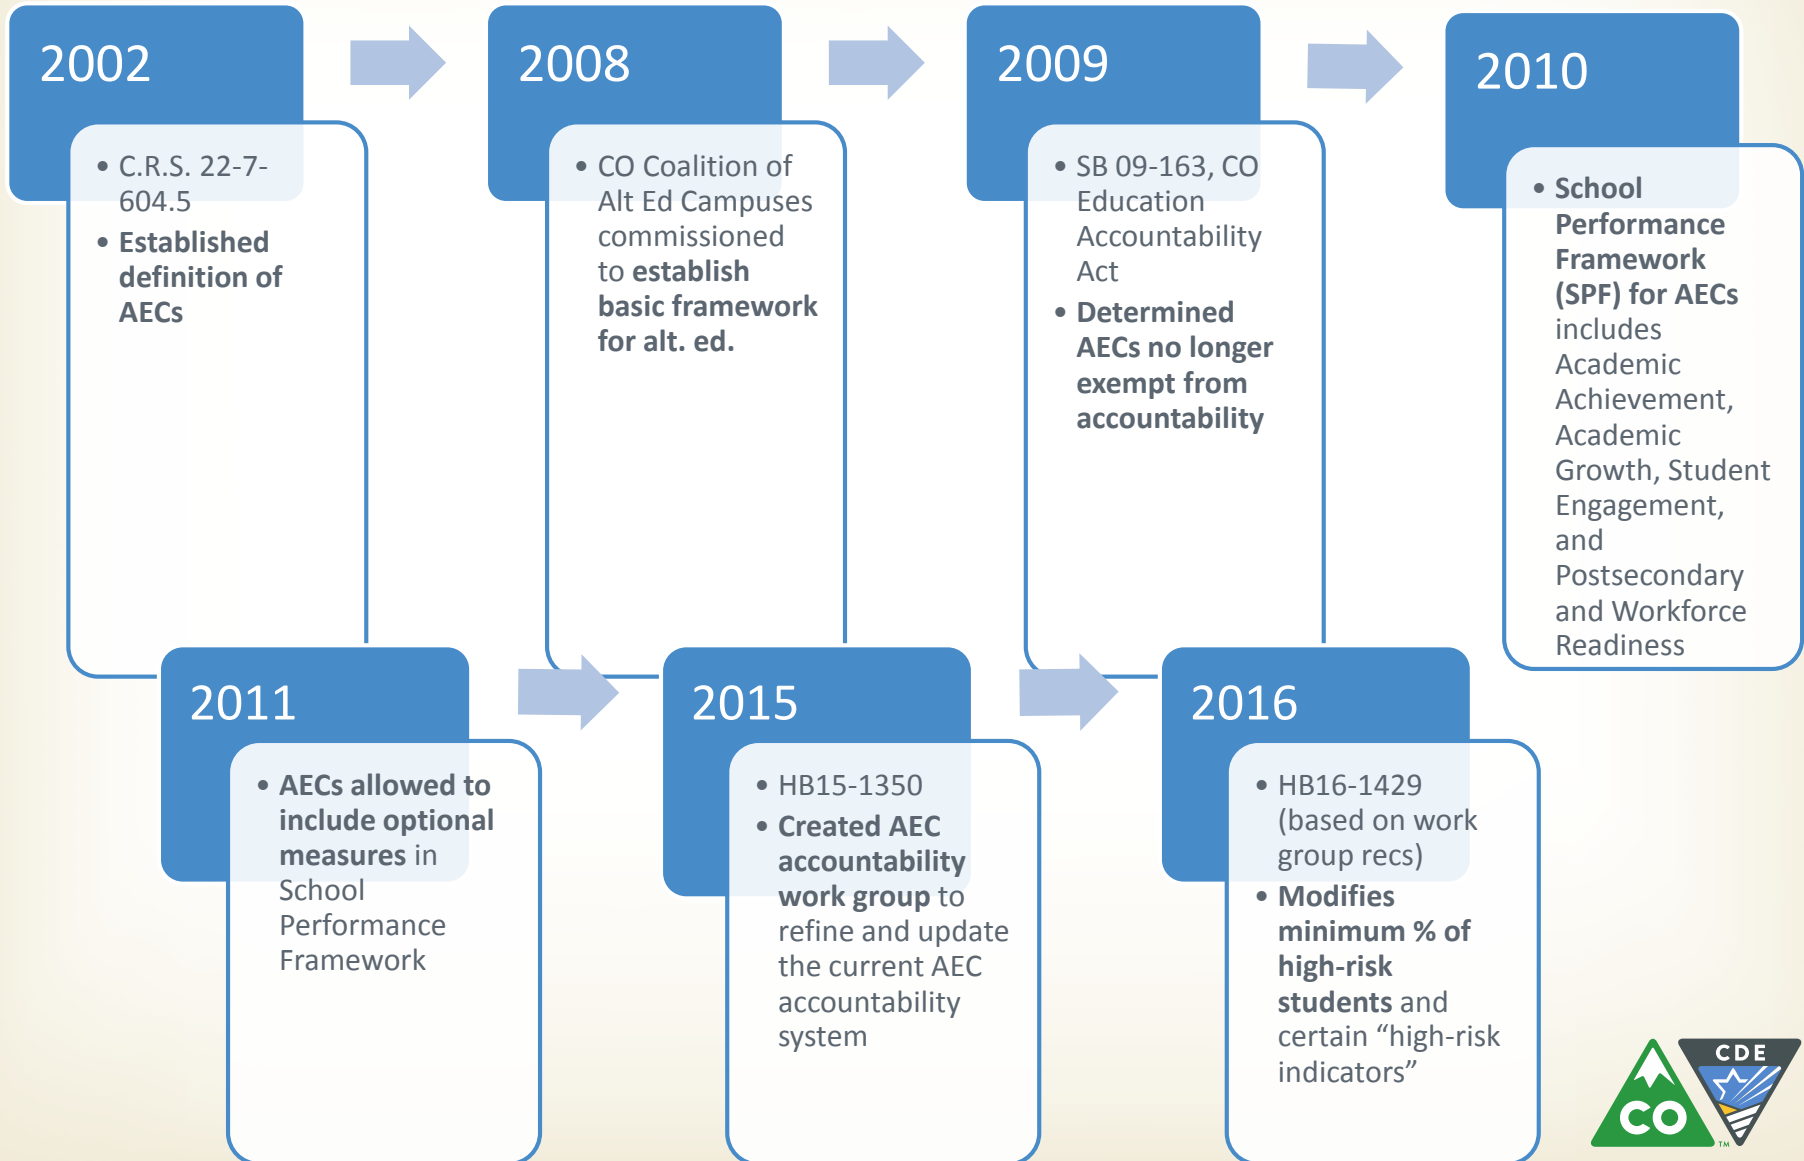 2002
• C.R.S. 22-7-
604.5
• Established
definition of
AECs
2008
• CO Coalition of
Alt Ed Campuses
commissioned
to establish
basic framework
for alt. ed.
2009
• SB 09-163, CO
Education
Accountability
Act
• Determined
AECs no longer
exempt from
accountability
2010
• School
Performance
Framework
(SPF) for AECs
includes
Academic
Achievement,
Academic
Growth, Student
Engagement,
and
Postsecondary
and Workforce
Readiness
2011
• AECs allowed to
include optional
measures in
School
Performance
Framework
2015
• HB15-1350
• Created AEC
accountability
work group to
refine and update
the current AEC
accountability
system
2016
• HB16-1429
(based on work
group recs)
• Modifies
minimum % of
high-risk
students and
certain “high-risk
indicators”
CO
CDE
TM